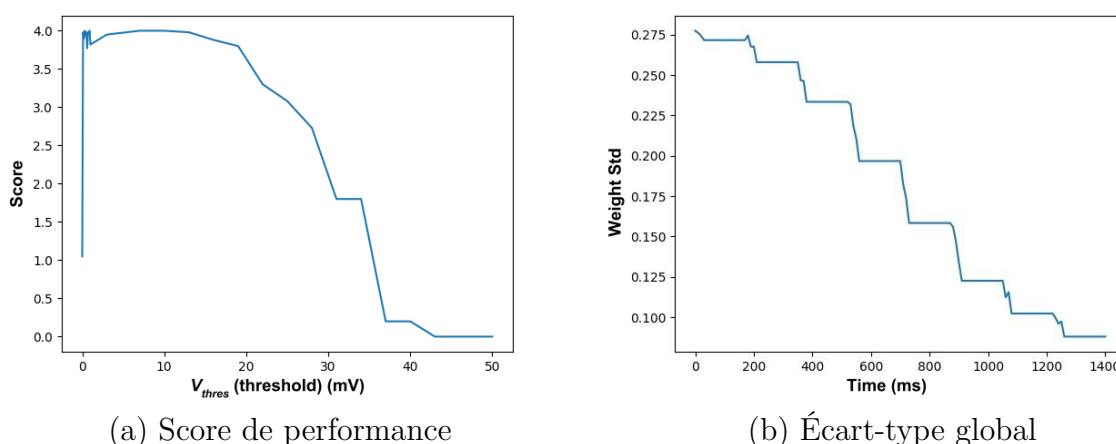 4.0
3.5
3.0
2.5
2.0
1.5
1.0
0.5
0.0
Score
0 10 20 30 40 50
V_thres (threshold) (mV)
(a) Score de performance
0.275
0.250
0.225
0.200
0.175
0.150
0.125
0.100
Weight Std
0 200 400 600 800 1000 1200 1400
Time (ms)
(b) Écart-type global